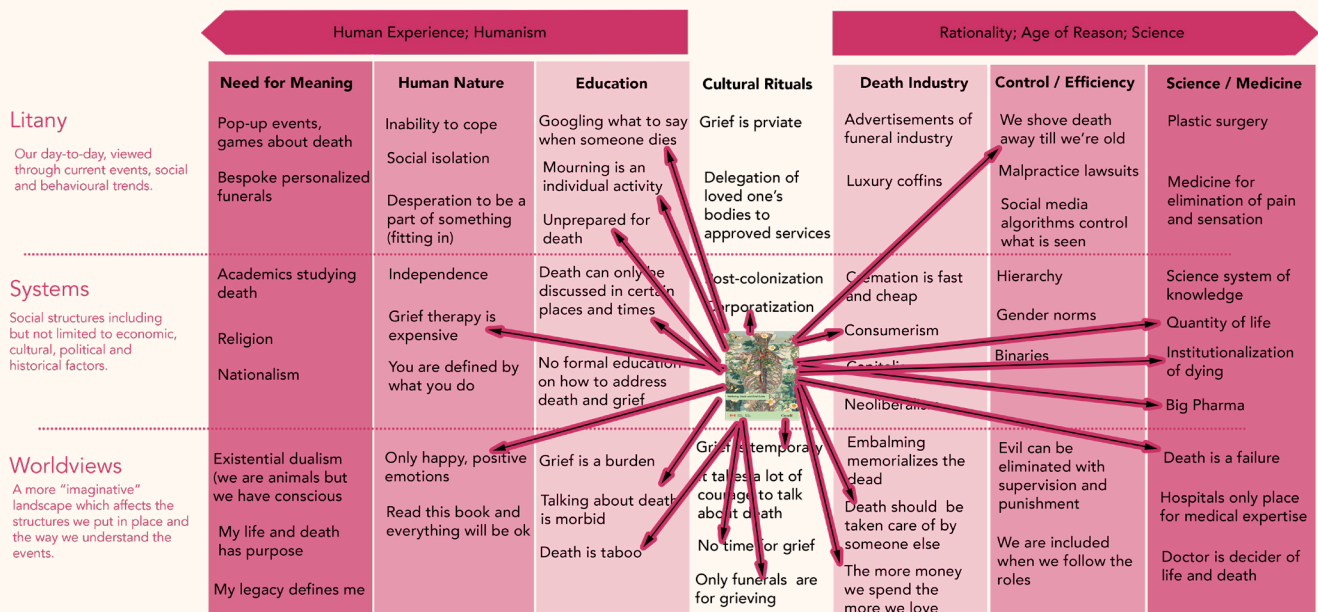 Human Experience; Humanism
Rationality; Age of Reason; Science
Need for Meaning
Human Nature
Education
Cultural Rituals
Death Industry
Control / Efficiency
Science / Medicine
Litany
Our day-to-day, viewed
through current events, social
and behavioural trends.
Pop-up events,
games about death
Bespoke personalized
funerals
Inability to cope
Social isolation
Desperation to be a
part of something
(fitting in)
Googling what to say
when someone dies
Mourning is an
individual activity
Unprepared for
death
Grief is prviate
Delegation of
loved one's
bodies to
approved services
Advertisements of
funeral industry
Luxury coffins
We shove death
away till we're old
Malpractice lawsuits
Social media
algorithms control
what is seen
Plastic surgery
Medicine for
elimination of pain
and sensation
Systems
Social structures including
but not limited to economic,
cultural, political and
historical factors.
Academics studying
death
Religion
Nationalism
Independence
Grief therapy is
expensive
You are defined by
what you do
Death can only be
discussed in certain
places and times
No formal education
on how to address
death and grief
Post-colonization
Corporatization
Cremation is fast
and cheap
Consumerism
Neoliberalism
Hierarchy
Gender norms
Binaries
Science system of
knowledge
Quantity of life
Institutionalization
of dying
Big Pharma
Worldviews
A more "imaginative"
landscape which affects the
structures we put in place and
the way we understand the
events.
Existential dualism
(we are animals but
we have conscious
My life and death
has purpose
My legacy defines me
Only happy, positive
emotions
Read this book and
everything will be ok
Grief is a burden
Talking about death
is morbid
Death is taboo
Grief is temporary
It takes a lot of
courage to talk
about death
No time for grief
Only funerals are
for grieving
Embalming
memorializes the
dead
Death should be
taken care of by
someone else
The more money
we spend the
more we love
Evil can be
eliminated with
supervision and
punishment
We are included
when we follow the
roles
Death is a failure
Hospitals only place
for medical expertise
Doctor is decider of
life and death